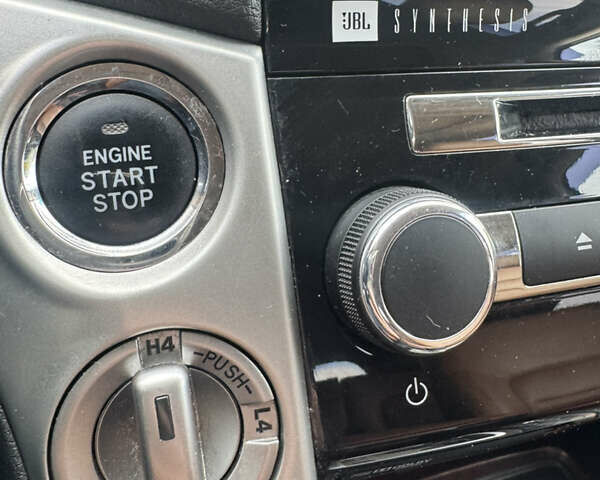 JBL SYNTHESIS
ENGINE
START
STOP
H4
-PUSH-
L4